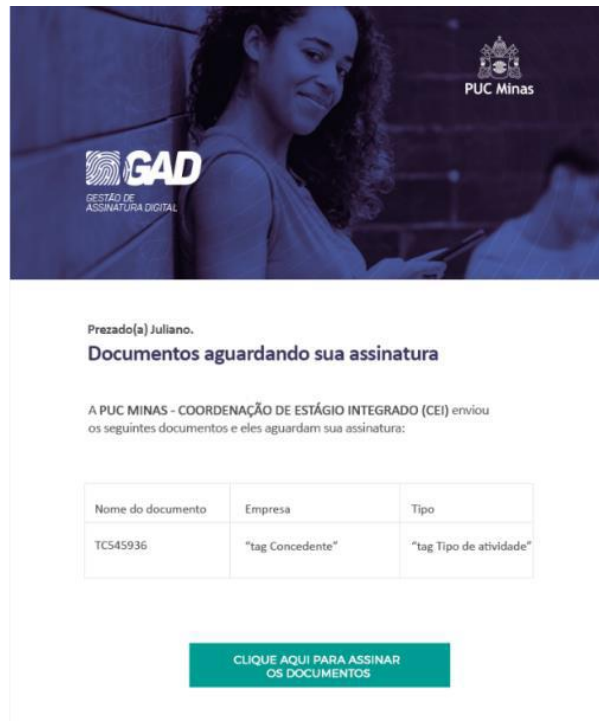 PUC Minas
GAD
GESTÃO DE
ASSINATURA DIGITAL
Prezado(a) Juliano.
Documentos aguardando sua assinatura
A PUC MINAS - COORDENAÇÃO DE ESTÁGIO INTEGRADO (CEI) enviou
os seguintes documentos e eles aguardam sua assinatura:
Nome do documento Empresa Tipo
TC545936 "tag Concedente" "tag Tipo de atividade"
CLIQUE AQUI PARA ASSINAR
OS DOCUMENTOS